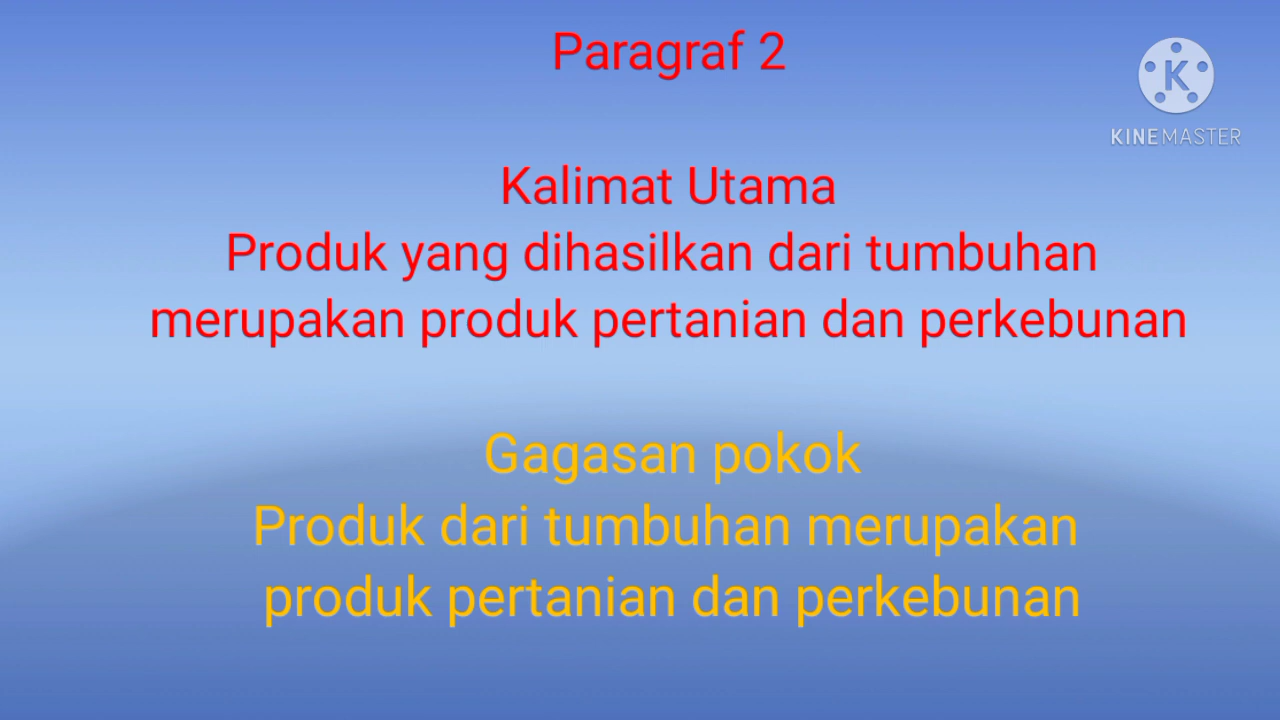 Paragraf 2
K
KINEMASTER
Kalimat Utama
Produk yang dihasilkan dari tumbuhan
merupakan produk pertanian dan perkebunan
Gagasan pokok
Produk dari tumbuhan merupakan
produk pertanian dan perkebunan